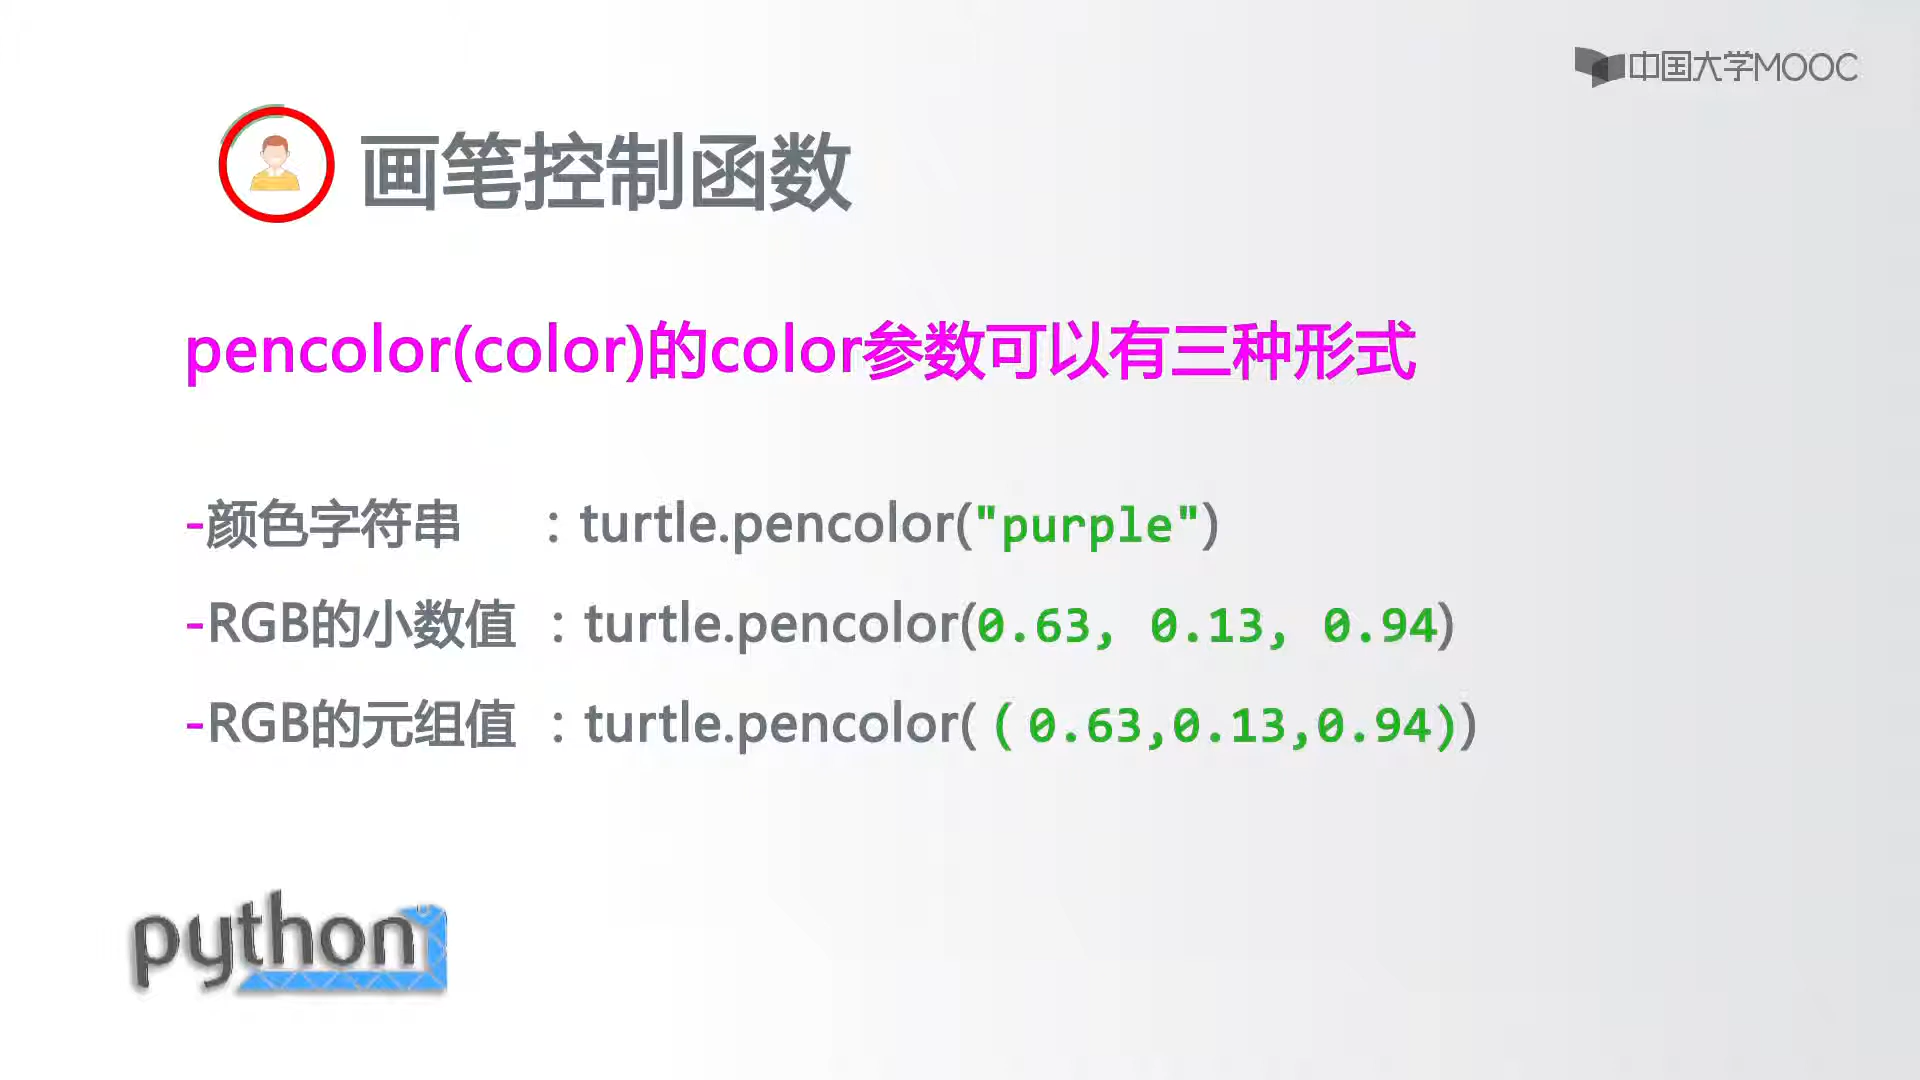 中国大学MOOC
画笔控制函数
pencolor(color)的color参数可以有三种形式
-颜色字符串 : turtle.pencolor("purple")
-RGB的小数值 : turtle.pencolor(0.63, 0.13, 0.94)
-RGB的元组值 : turtle.pencolor( ( 0.63,0.13,0.94))
python